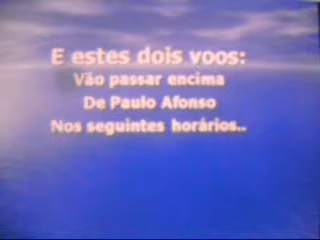 E estes dois voos:
Vão passar encima
De Paulo Afonso
Nos seguintes horários..